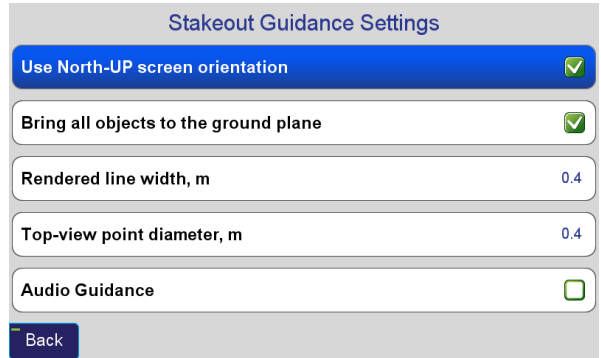 Stakeout Guidance Settings
Use North-UP screen orientation
Bring all objects to the ground plane
Rendered line width, m 0.4
Top-view point diameter, m 0.4
Audio Guidance
Back